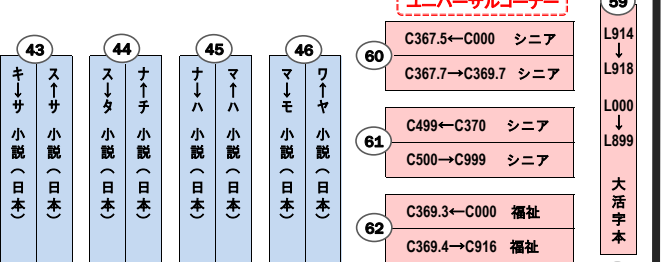 ユニバーサルコーナー
59
L914
↓
L918
L000
↓
L899
大活字本
60
C367.5←C000 シニア
C367.7→C369.7 シニア
61
C499←C370 シニア
C500→C999 シニア
62
C369.3←C000 福祉
C369.4→C916 福祉
43
キ→サ 小説(日本)
ス←サ 小説(日本)
44
ス→タ 小説(日本)
ナ←チ 小説(日本)
45
ナ→ハ 小説(日本)
マ←ハ 小説(日本)
46
マ→モ 小説(日本)
ワ←ヤ 小説(日本)